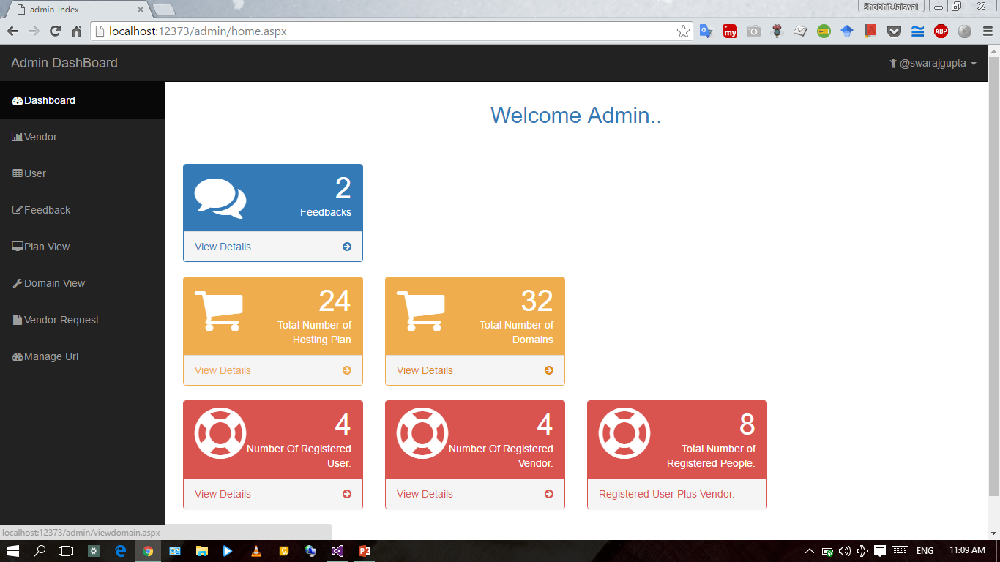 admin-index
Shobhit Jaiswal
localhost:12373/admin/home.aspx
my
ABP
Admin DashBoard
@swarajgupta
Dashboard
Vendor
User
Feedback
Plan View
Domain View
Vendor Request
Manage Url
Welcome Admin..
2
Feedbacks
View Details
24
Total Number of
Hosting Plan
View Details
32
Total Number of
Domains
View Details
4
Number Of Registered
User.
View Details
4
Number Of Registered
Vendor.
View Details
8
Total Number of
Registered People.
Registered User Plus Vendor.
localhost:12373/admin/viewdomain.aspx
ENG
11:09 AM